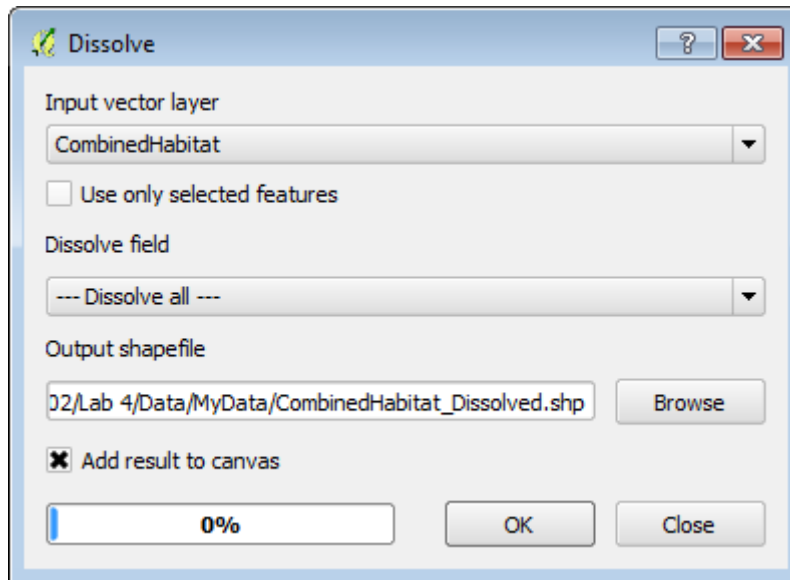 Dissolve
Input vector layer
CombinedHabitat
Use only selected features
Dissolve field
--- Dissolve all ---
Output shapefile
02/Lab 4/Data/MyData/CombinedHabitat_Dissolved.shp Browse
Add result to canvas
0% OK Close